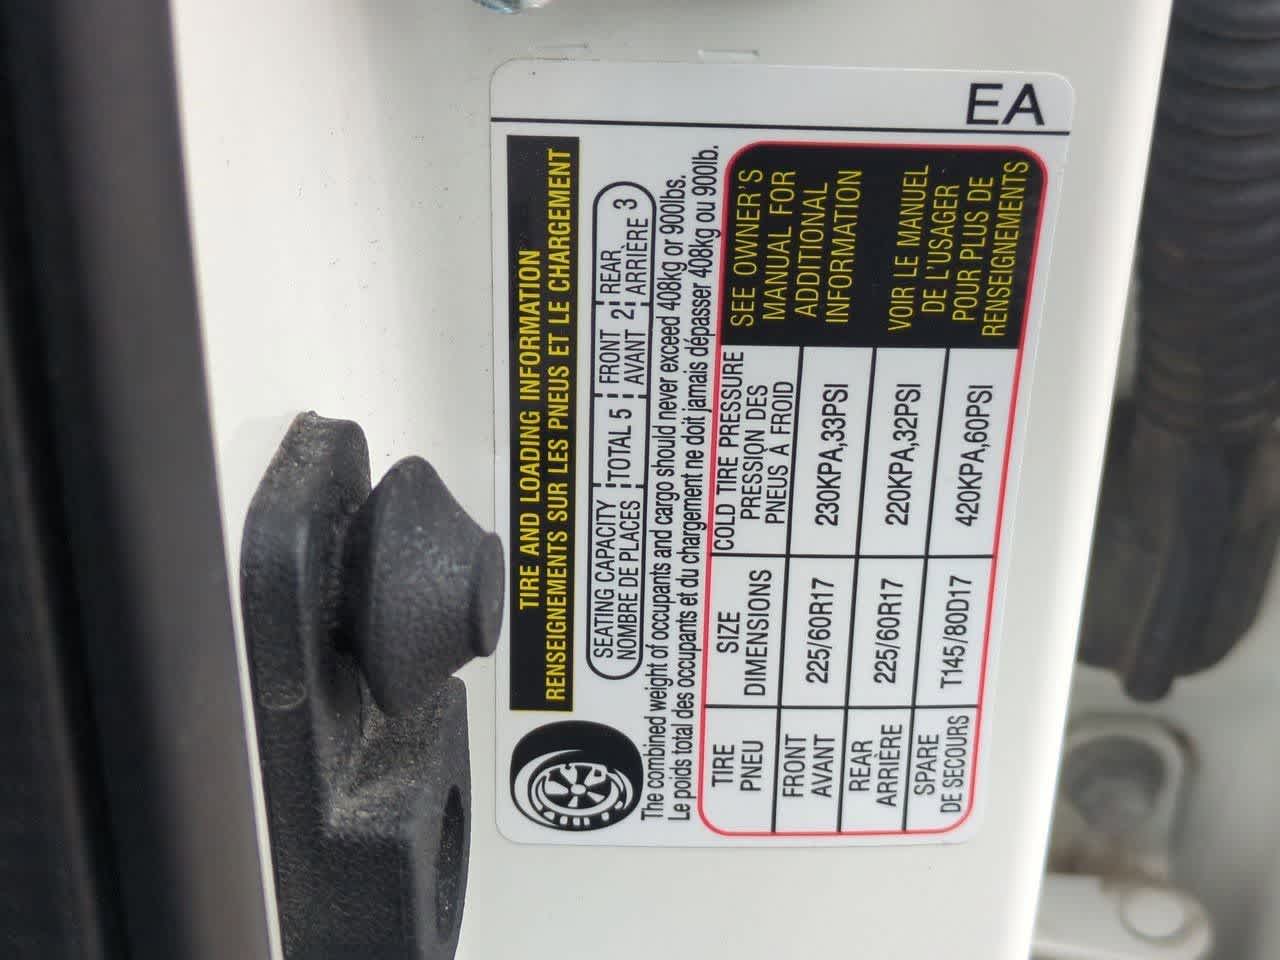 EA
TIRE AND LOADING INFORMATION
RENSEIGNEMENTS SUR LES PNEUS ET LE CHARGEMENT
SEATING CAPACITY TOTAL 5 FRONT 2 REAR 3
NOMBRE DE PLACES AVANT ARRIÈRE
The combined weight of occupants and cargo should never exceed 408kg or 900lbs.
Le poids total des occupants et du chargement ne doit jamais dépasser 408kg ou 900lb.
TIRE
PNEU
SIZE
DIMENSIONS
COLD TIRE PRESSURE
PRESSION DES
PNEUS À FROID
FRONT
AVANT
225/60R17
230KPA,33PSI
REAR
ARRIÈRE
225/60R17
220KPA,32PSI
SPARE
DE SECOURS
T145/80D17
420KPA,60PSI
SEE OWNER'S
MANUAL FOR
ADDITIONAL
INFORMATION
VOIR LE MANUEL
DE L'USAGER
POUR PLUS DE
RENSEIGNEMENTS